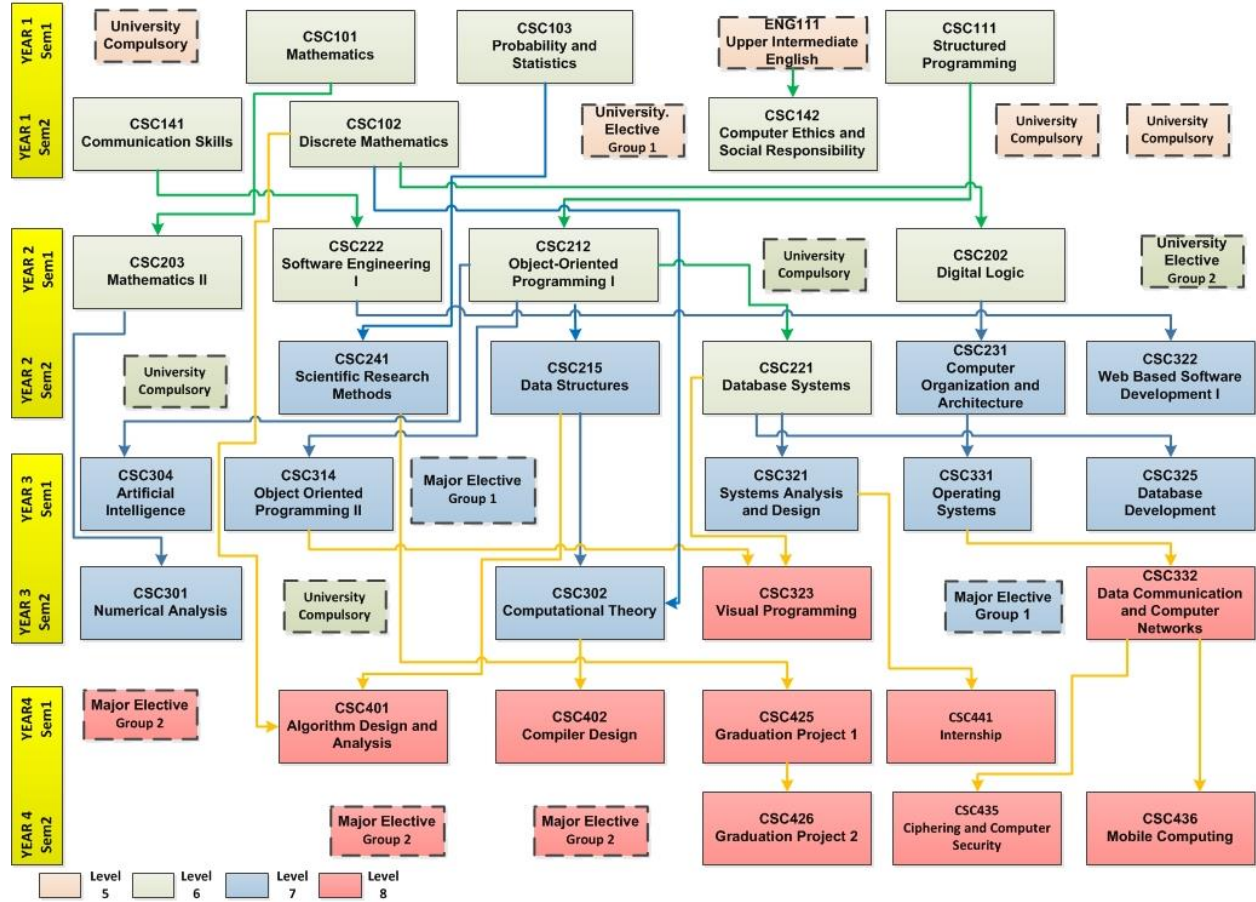 YEAR 1
Sem1
University
Compulsory
CSC101
Mathematics
CSC103
Probability and
Statistics
ENG111
Upper Intermediate
English
CSC111
Structured
Programming
YEAR 1
Sem2
CSC141
Communication Skills
CSC102
Discrete Mathematics
University.
Elective
Group 1
CSC142
Computer Ethics and
Social Responsibility
University
Compulsory
University
Compulsory
YEAR 2
Sem1
CSC203
Mathematics II
CSC222
Software Engineering
I
CSC212
Object-Oriented
Programming I
University
Compulsory
CSC202
Digital Logic
University
Elective
Group 2
YEAR 2
Sem2
University
Compulsory
CSC241
Scientific Research
Methods
CSC215
Data Structures
CSC221
Database Systems
CSC231
Computer
Organization and
Architecture
CSC322
Web Based Software
Development I
YEAR 3
Sem1
CSC304
Artificial
Intelligence
CSC314
Object Oriented
Programming II
Major Elective
Group 1
CSC321
Systems Analysis
and Design
CSC331
Operating
Systems
CSC325
Database
Development
YEAR 3
Sem2
CSC301
Numerical Analysis
University
Compulsory
CSC302
Computational Theory
CSC323
Visual Programming
Major Elective
Group 1
CSC332
Data Communication
and Computer
Networks
YEAR4
Sem1
Major Elective
Group 2
CSC401
Algorithm Design and
Analysis
CSC402
Compiler Design
CSC425
Graduation Project 1
CSC441
Internship
YEAR 4
Sem2
Major Elective
Group 2
Major Elective
Group 2
CSC426
Graduation Project 2
CSC435
Ciphering and Computer
Security
CSC436
Mobile Computing
Level
5
Level
6
Level
7
Level
8